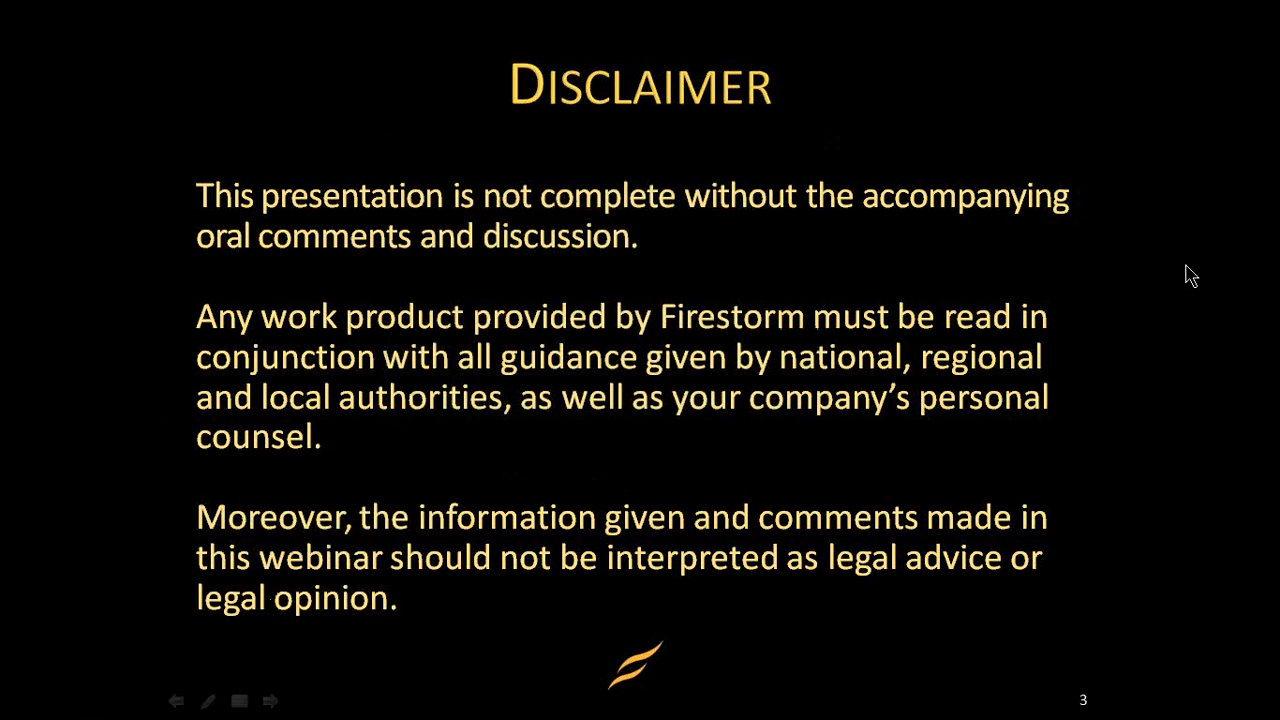 DISCLAIMER
This presentation is not complete without the accompanying
oral comments and discussion.
Any work product provided by Firestorm must be read in
conjunction with all guidance given by national, regional
and local authorities, as well as your company’s personal
counsel.
Moreover, the information given and comments made in
this webinar should not be interpreted as legal advice or
legal opinion.
3